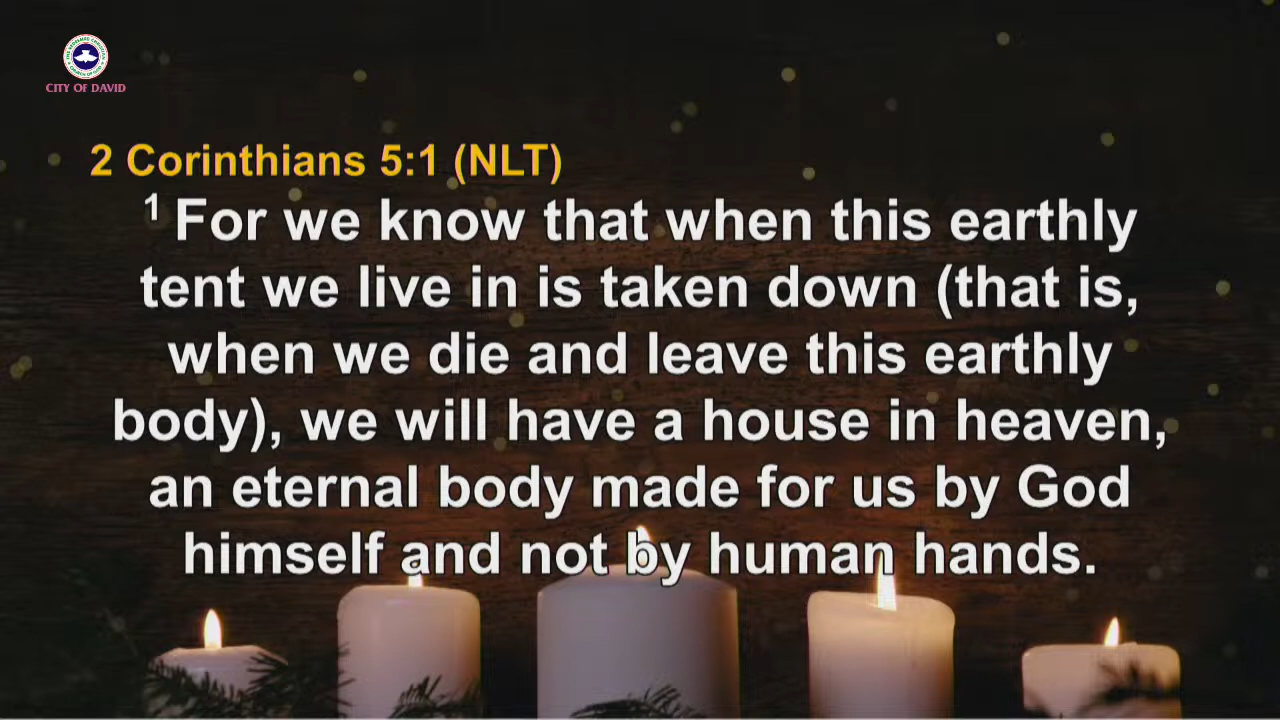 CITY OF DAVID
2 Corinthians 5:1 (NLT)
1 For we know that when this earthly
tent we live in is taken down (that is,
when we die and leave this earthly
body), we will have a house in heaven,
an eternal body made for us by God
himself and not by human hands.